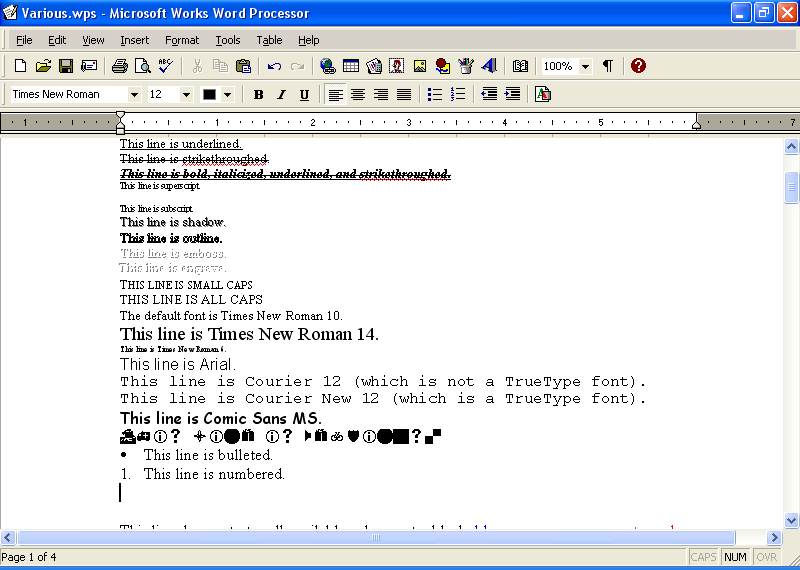 Various.wps - Microsoft Works Word Processor
File Edit View Insert Format Tools Table Help
ABC 100%
Times New Roman 12 B I U
1 1 2 3 4 5 7
This line is underlined.
This line is strikethroughed.
This line is bold, italicized, underlined, and strikethroughed.
This line is superscript
This line is subscript
This line is shadow.
This line is outline.
This line is emboss.
This line is engrave.
THIS LINE IS SMALL CAPS
THIS LINE IS ALL CAPS
The default font is Times New Roman 10.
This line is Times New Roman 14.
This line is Times New Roman 6.
This line is Arial.
This line is Courier 12 (which is not a TrueType font).
This line is Courier New 12 (which is a TrueType font).
This line is Comic Sans MS.
• This line is bulleted.
1. This line is numbered.
Page 1 of 4 CAPS NUM OVR